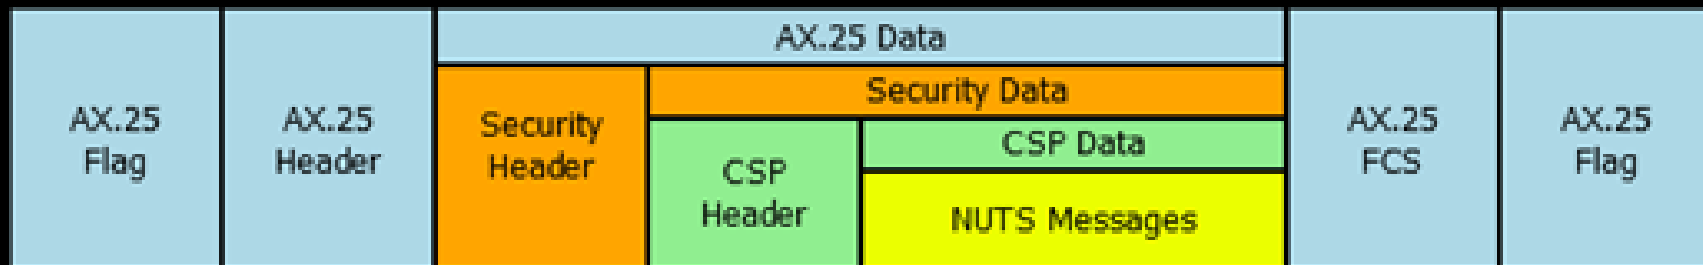 AX.25
Flag
AX.25
Header
AX.25 Data
Security
Header
Security Data
CSP
Header
CSP Data
NUTS Messages
AX.25
FCS
AX.25
Flag